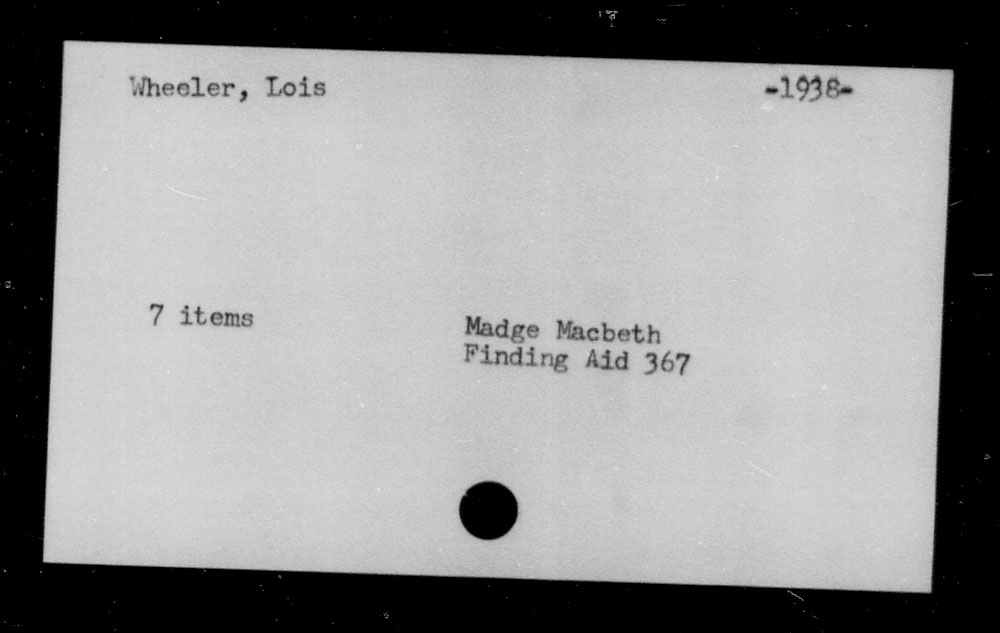 Wheeler, Lois -1938-
7 items
Madge Macbeth
Finding Aid 367